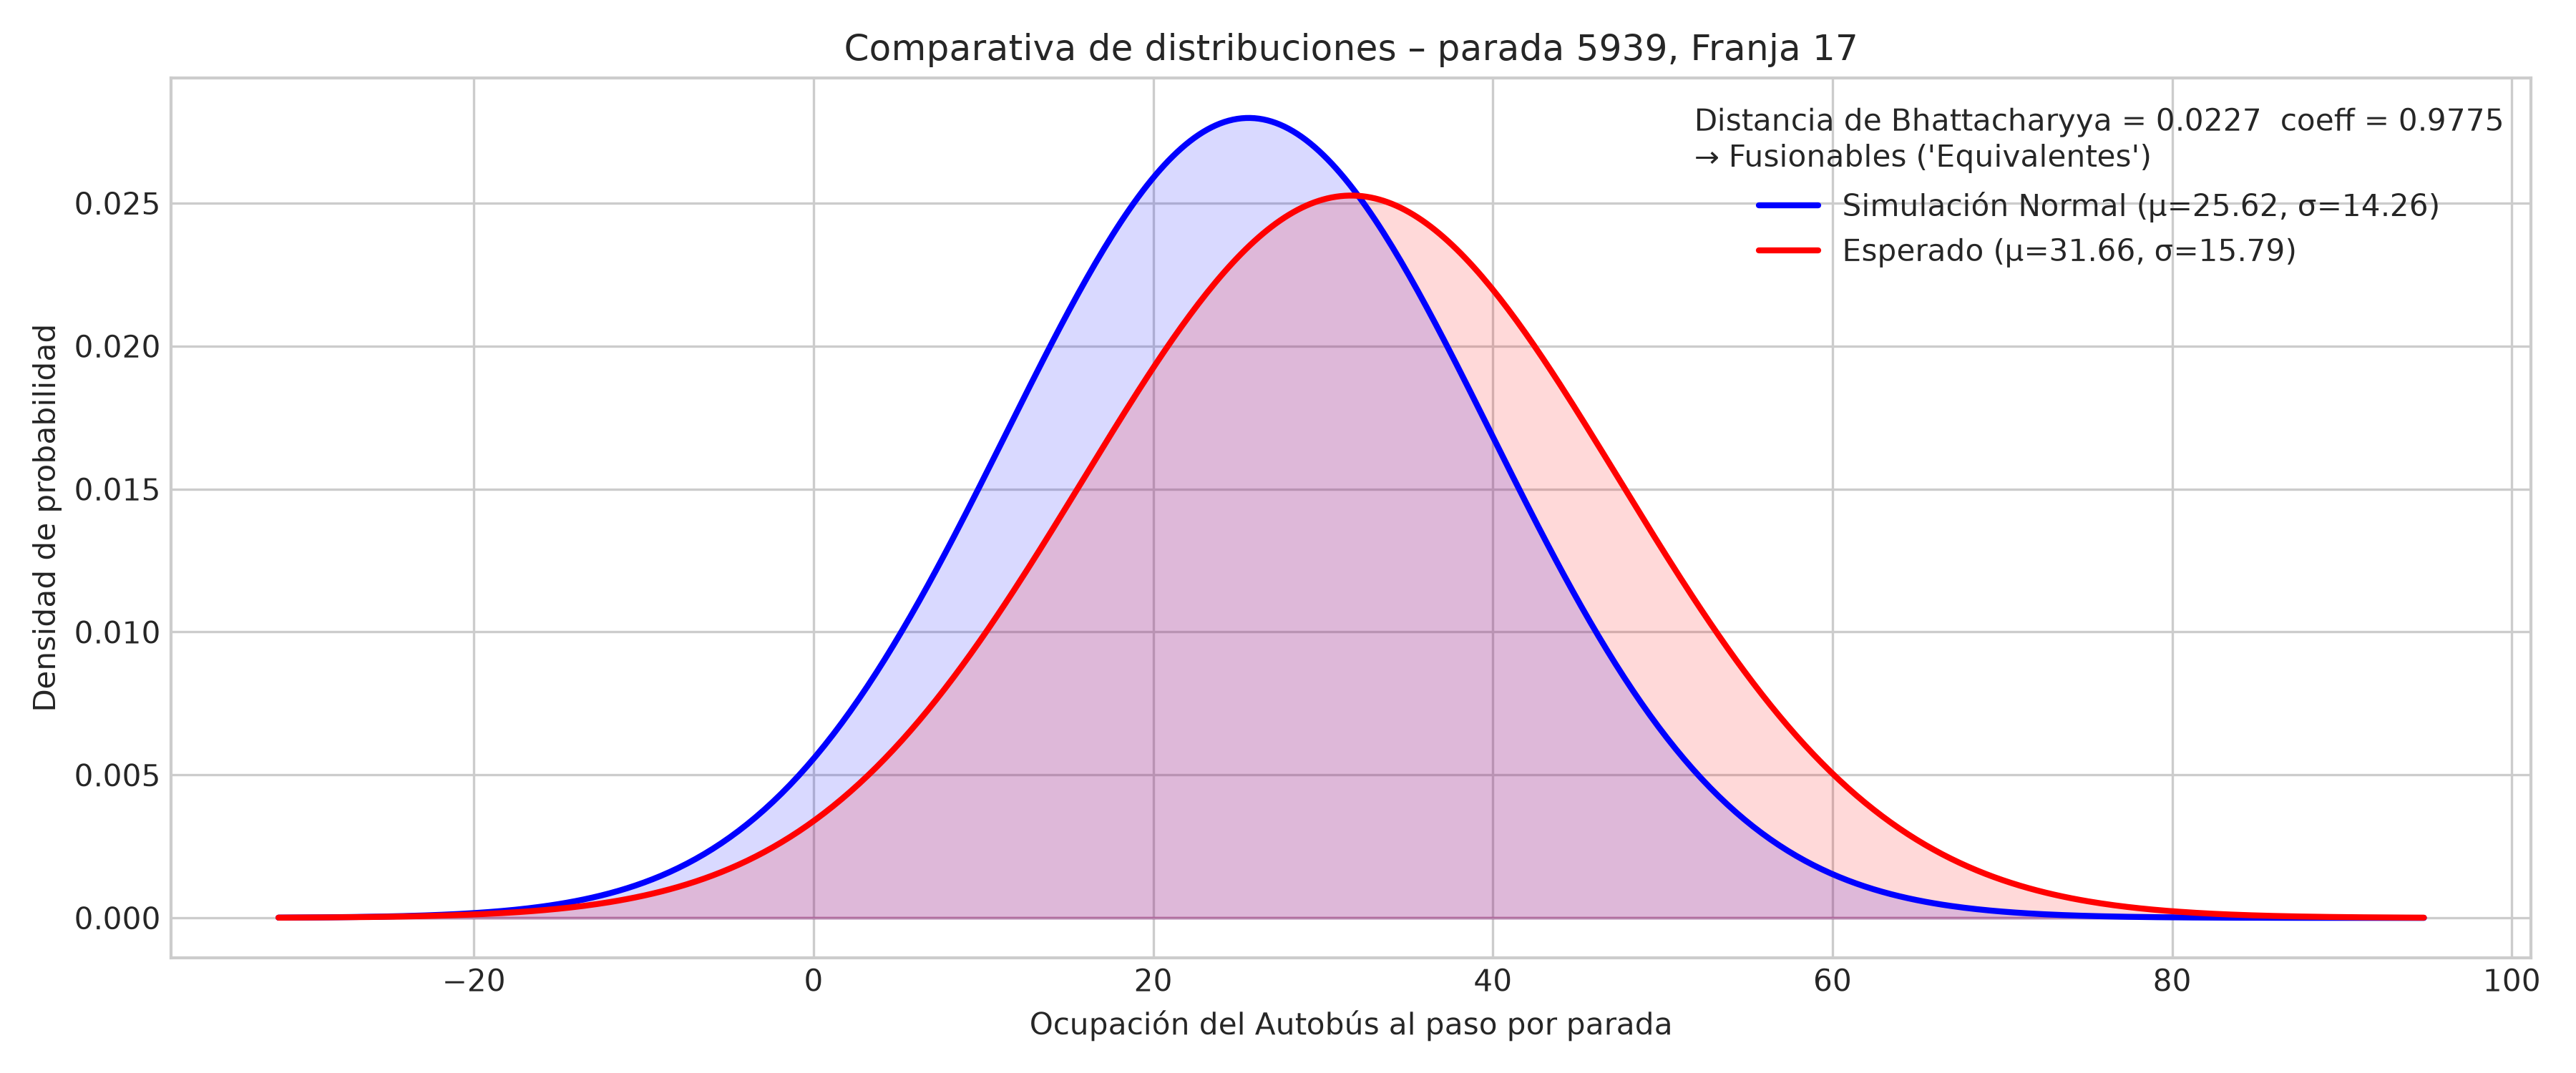 Comparativa de distribuciones – parada 5939, Franja 17
Distancia de Bhattacharyya = 0.0227  coeff = 0.9775
→ Fusionables ('Equivalentes')
Simulación Normal (μ=25.62, σ=14.26)
Esperado (μ=31.66, σ=15.79)
Densidad de probabilidad
0.025
0.020
0.015
0.010
0.005
0.000
−20 0 20 40 60 80 100
Ocupación del Autobús al paso por parada